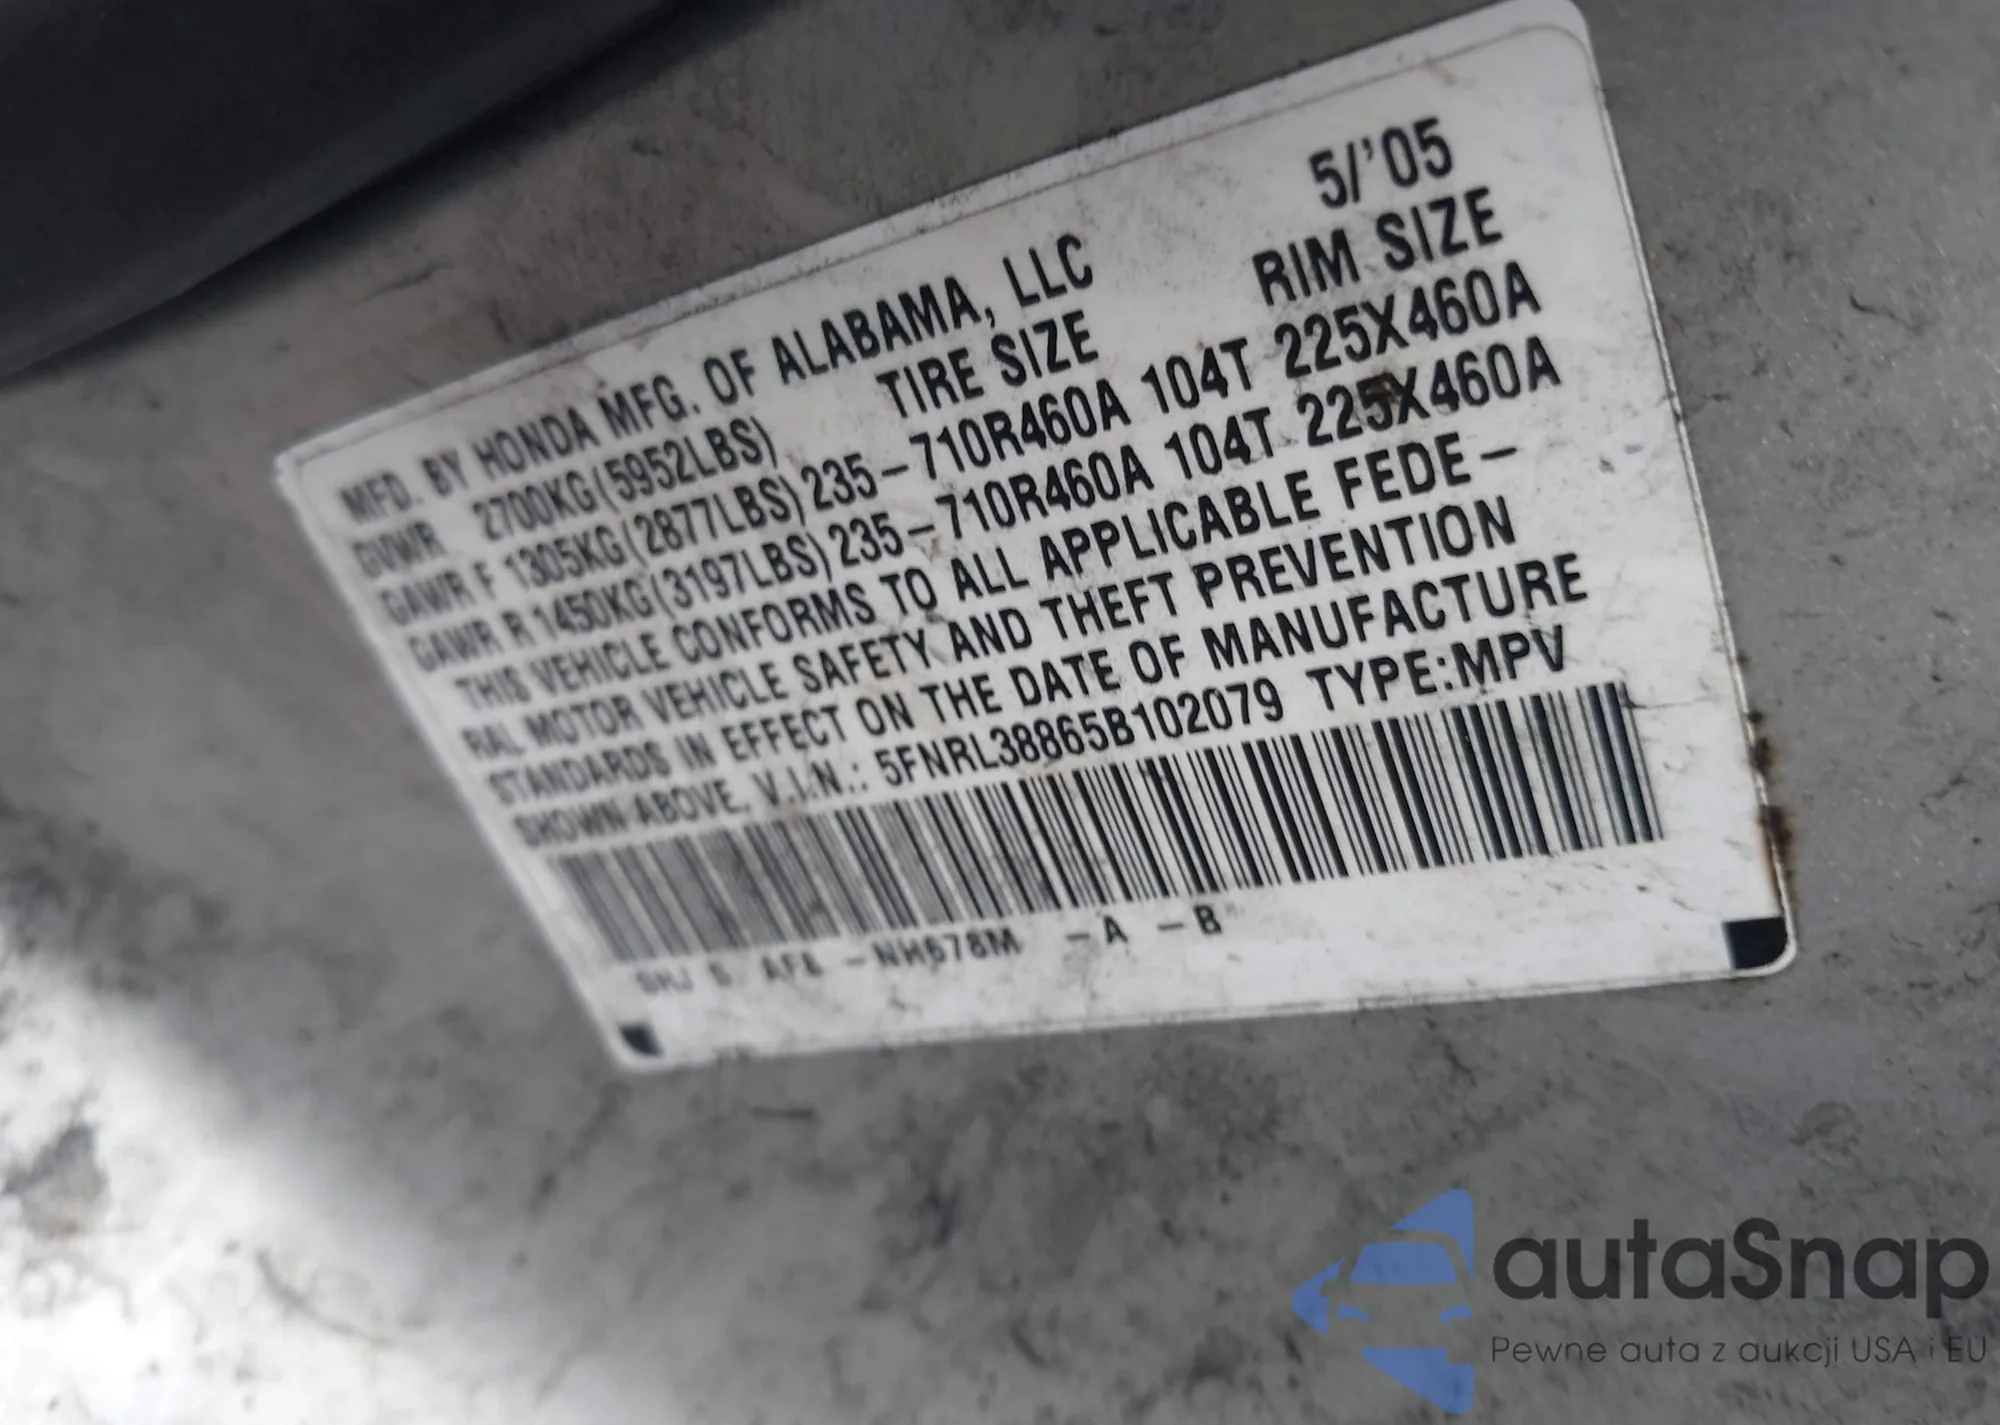 5/'05
MFD. BY HONDA MFG. OF ALABAMA, LLC
TIRE SIZE RIM SIZE
GVWR 2700KG(5952LBS)
GAWR F 1305KG(2877LBS) 235-710R460A 104T 225X460A
GAWR R 1450KG(3197LBS) 235-710R460A 104T 225X460A
THIS VEHICLE CONFORMS TO ALL APPLICABLE FEDE-
RAL MOTOR VEHICLE SAFETY AND THEFT PREVENTION
STANDARDS IN EFFECT ON THE DATE OF MANUFACTURE
SHOWN ABOVE. V.I.N.: 5FNRL38865B102079 TYPE:MPV
SHJ -NH678M -A -B
autaSnap
Pewne auta z aukcji USA i EU